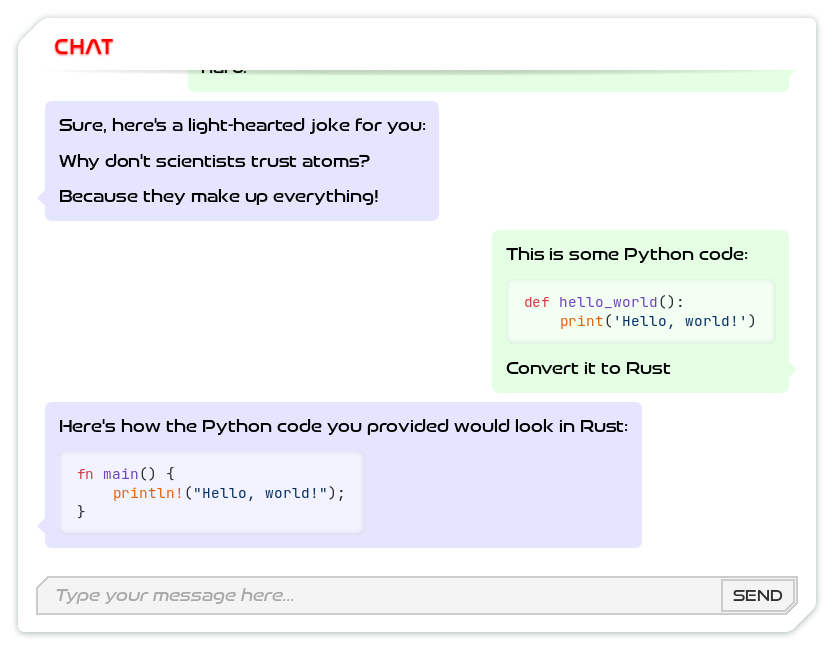 CHAT
Sure, here's a light-hearted joke for you:
Why don't scientists trust atoms?
Because they make up everything!
This is some Python code:
def hello_world():
    print('Hello, world!')
Convert it to Rust
Here's how the Python code you provided would look in Rust:
fn main() {
    println!("Hello, world!");
}
Type your message here...
SEND